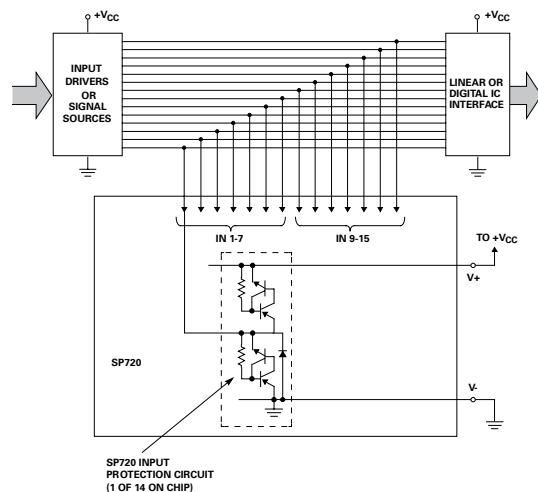 +VCC
+VCC
INPUT
DRIVERS
OR
SIGNAL
SOURCES
LINEAR OR
DIGITAL IC
INTERFACE
IN 1-7
IN 9-15
TO +VCC
V+
SP720
V-
SP720 INPUT
PROTECTION CIRCUIT
(1 OF 14 ON CHIP)